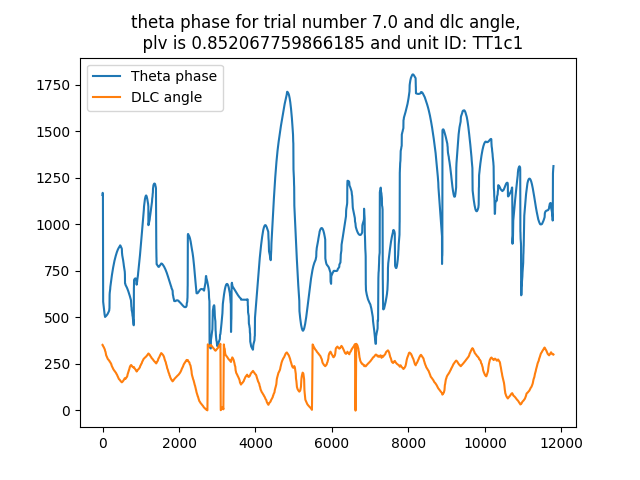 theta phase for trial number 7.0 and dlc angle,
plv is 0.852067759866185 and unit ID: TT1c1
Theta phase
DLC angle
1750
1500
1250
1000
750
500
250
0
0 2000 4000 6000 8000 10000 12000